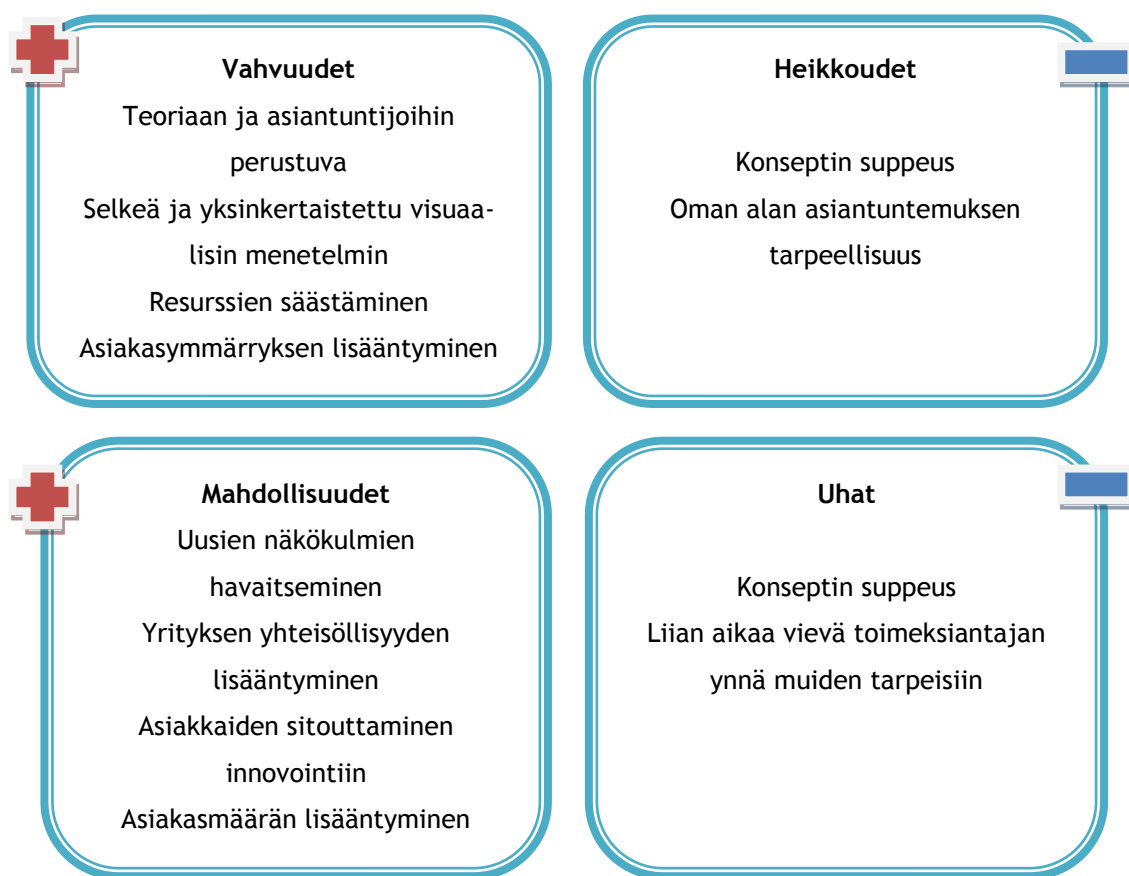 Vahvuudet
Teoriaan ja asiantuntijoihin
perustuva
Selkeä ja yksinkertaistettu visuaa-
lisin menetelmin
Resurssien säästäminen
Asiakasymmärryksen lisääntyminen
Heikkoudet
Konseptin suppeus
Oman alan asiantuntemuksen
tarpeellisuus
Mahdollisuudet
Uusien näkökulmien
havaitseminen
Yrityksen yhteisöllisyyden
lisääntyminen
Asiakkaiden sitouttaminen
innovointiin
Asiakasmäärän lisääntyminen
Uhat
Konseptin suppeus
Liian aikaa vievä toimeksiantajan
ynnä muiden tarpeisiin